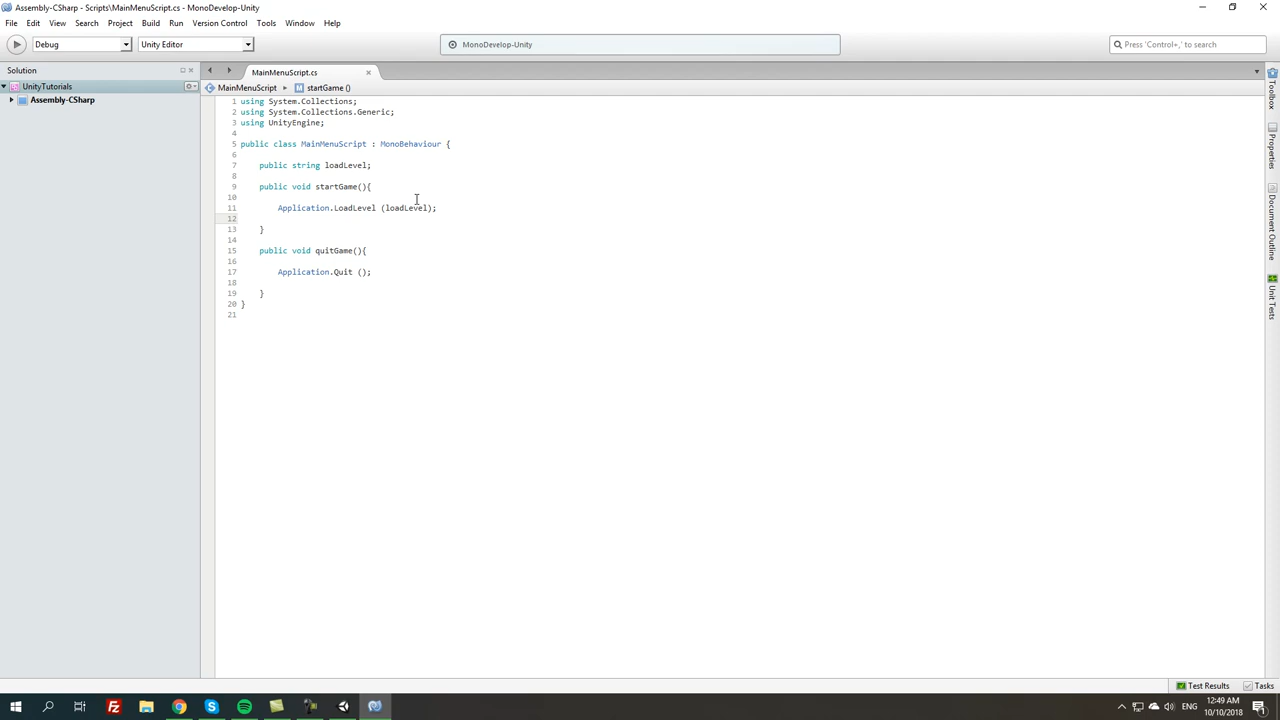 Assembly-CSharp - Scripts\MainMenuScript.cs - MonoDevelop-Unity
File Edit View Search Project Build Run Version Control Tools Window Help
Debug Unity Editor MonoDevelop-Unity Press 'Control+,' to search
Solution MainMenuScript.cs
UnityTutorials MainMenuScript startGame ()
Assembly-CSharp
1 using System.Collections;
2 using System.Collections.Generic;
3 using UnityEngine;
4
5 public class MainMenuScript : MonoBehaviour {
6
7 public string loadLevel;
8
9 public void startGame(){
10
11 Application.LoadLevel (loadLevel);
12
13 }
14
15 public void quitGame(){
16
17 Application.Quit ();
18
19 }
20 }
21
Toolbox
Properties
Document Outline
Unit Tests
Test Results Tasks
ENG 12:49 AM
10/10/2018
1